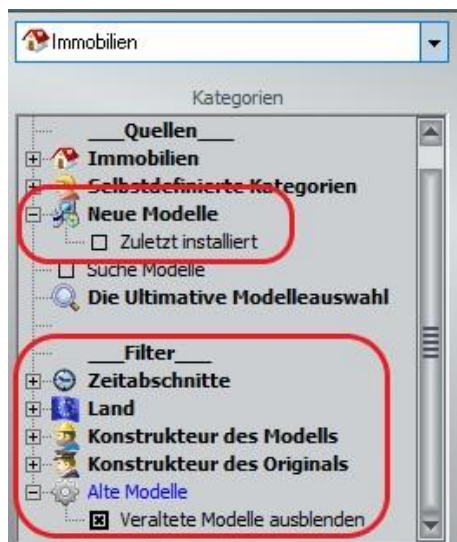 Immobilien
Kategorien
___Quellen___
Immobilien
Selbstdefinierte Kategorien
Neue Modelle
Zuletzt installiert
Suche Modelle
Die Ultimative Modelleauswahl
___Filter___
Zeitabschnitte
Land
Konstrukteur des Modells
Konstrukteur des Originals
Alte Modelle
Veraltete Modelle ausblenden